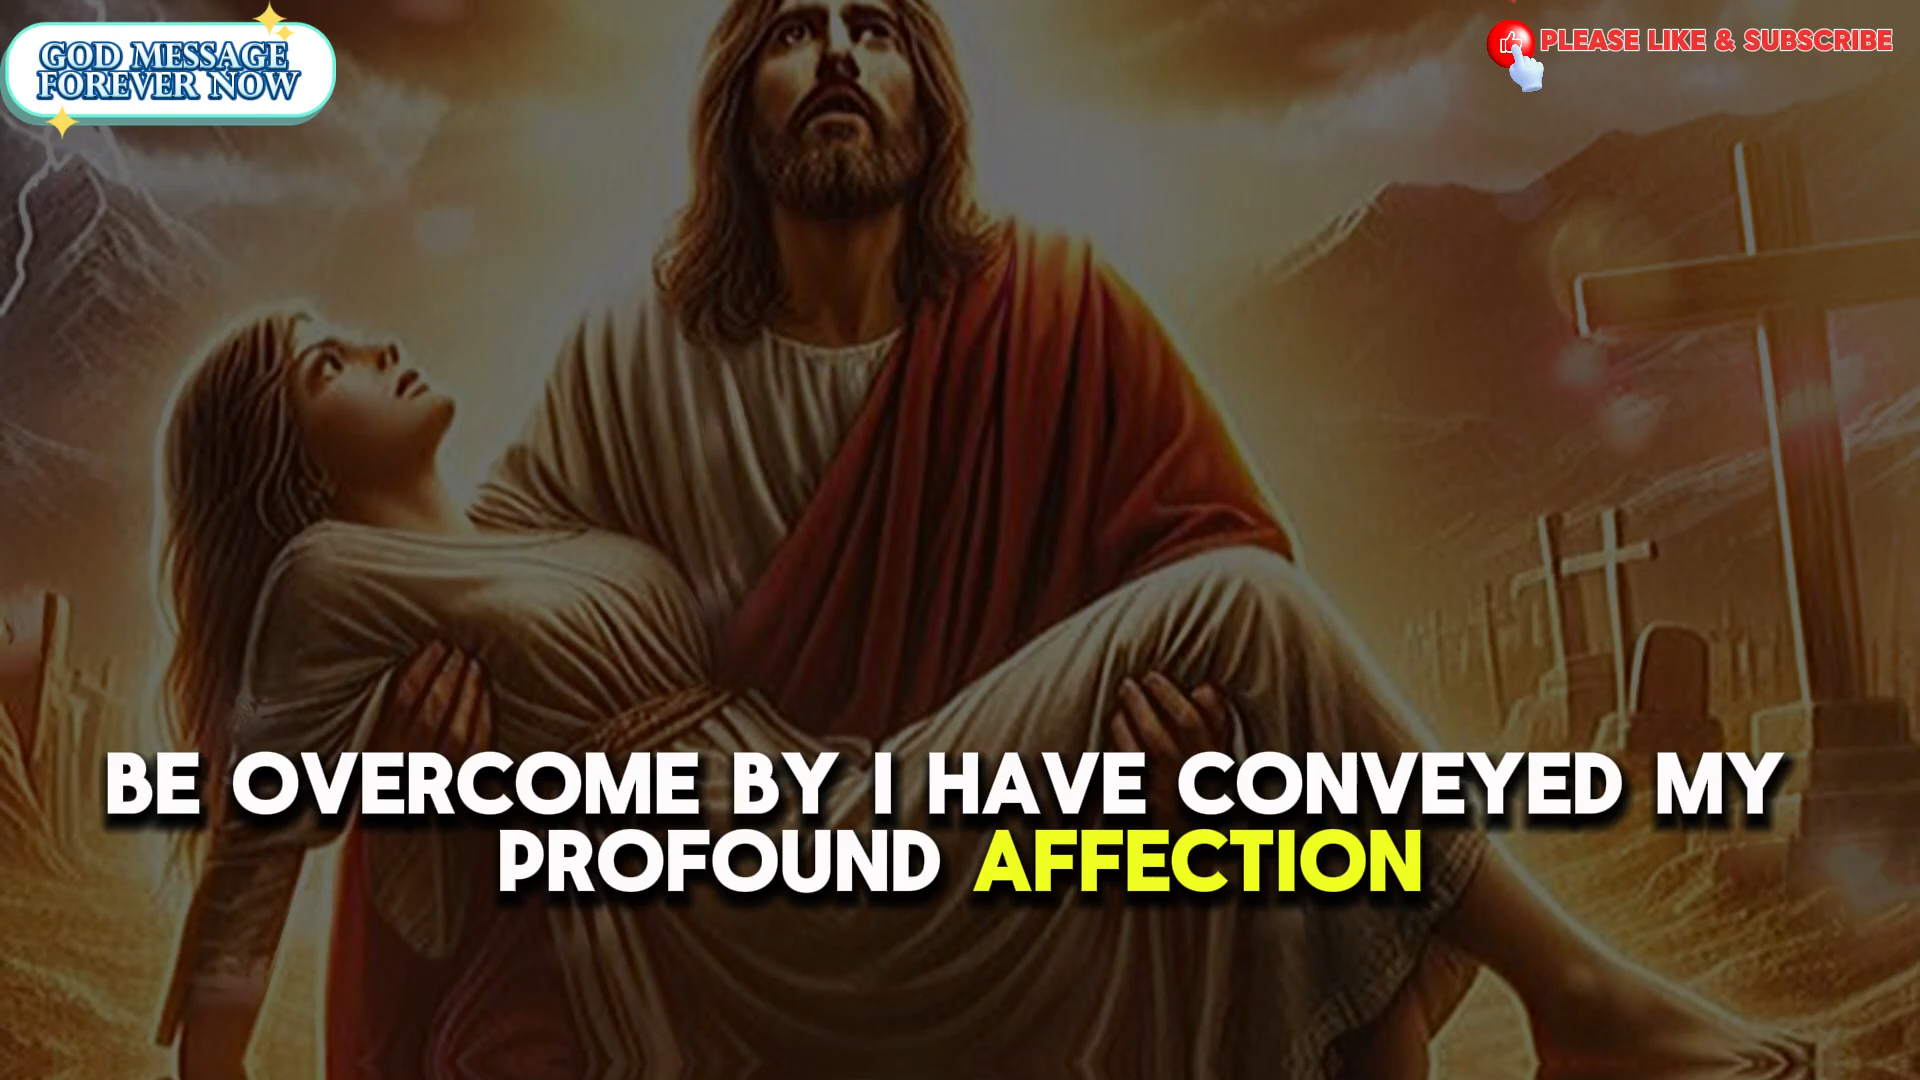 GOD MESSAGE
FOREVER NOW
PLEASE LIKE & SUBSCRIBE
BE OVERCOME BY I HAVE CONVEYED MY
PROFOUND AFFECTION